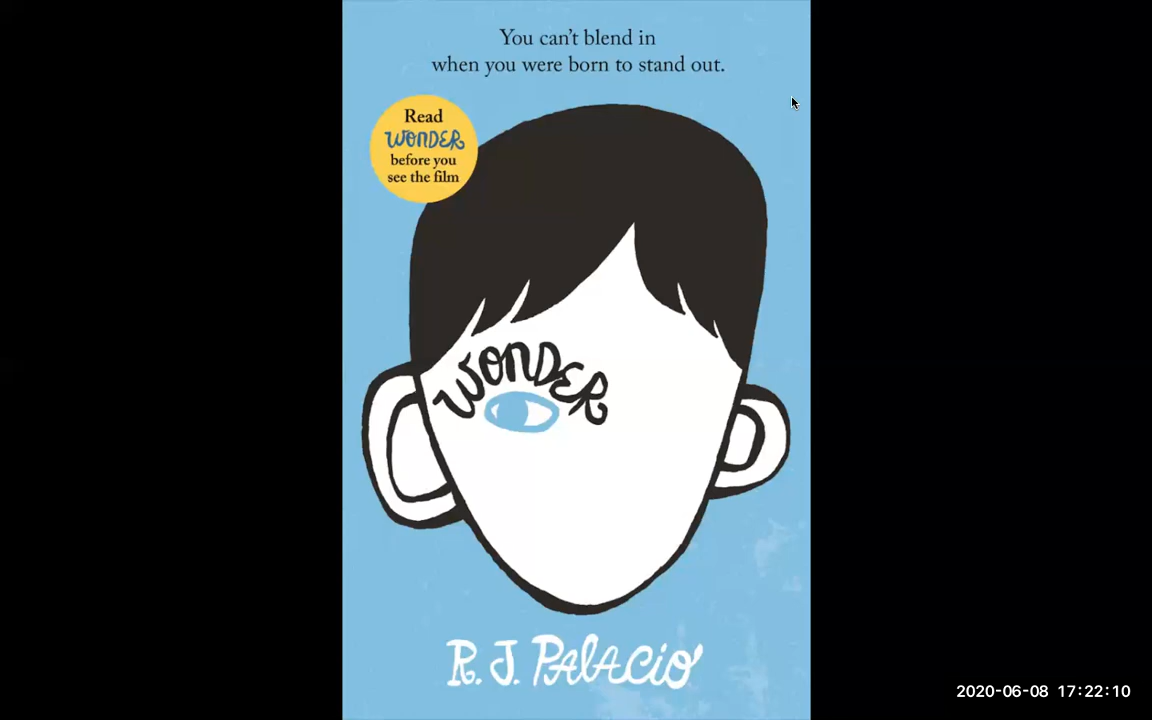 You can't blend in
when you were born to stand out.
Read
WONDER
before you
see the film
WONDER
R. J. PALACIO
2020-06-08 17:22:10